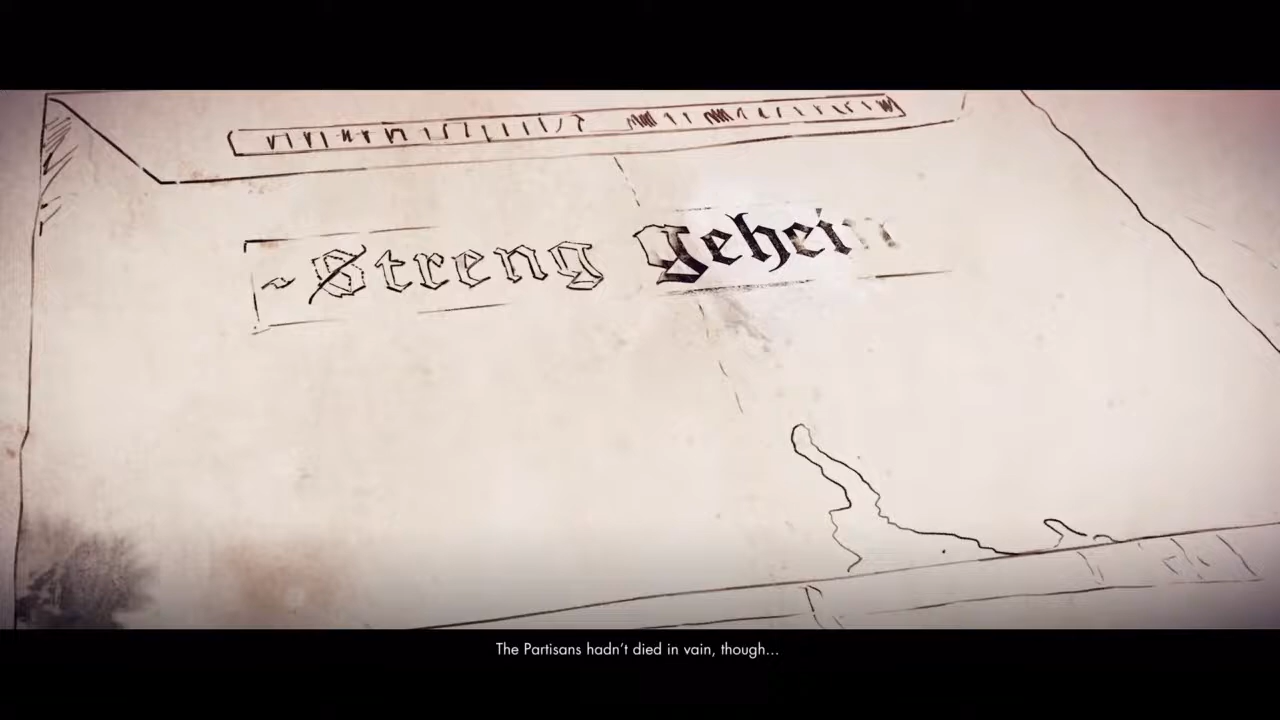 ~Streng geheim
The Partisans hadn't died in vain, though...